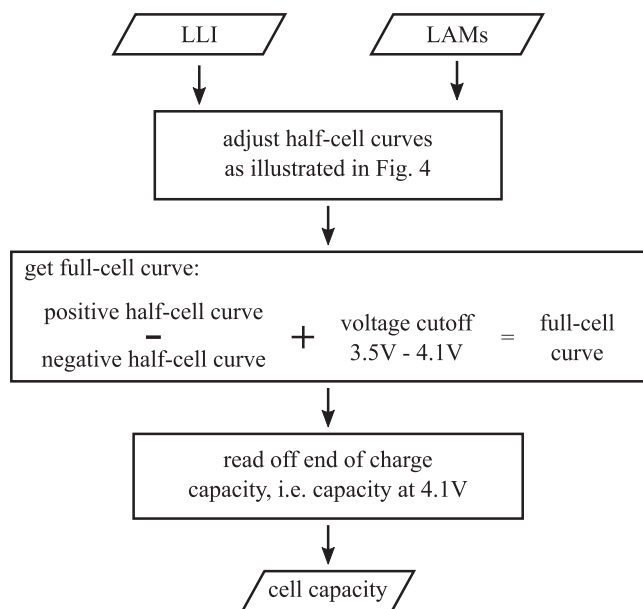 LLI
LAMs
adjust half-cell curves
as illustrated in Fig. 4
get full-cell curve:
positive half-cell curve
-
negative half-cell curve
+
voltage cutoff
3.5V - 4.1V
=
full-cell
curve
read off end of charge
capacity, i.e. capacity at 4.1V
cell capacity